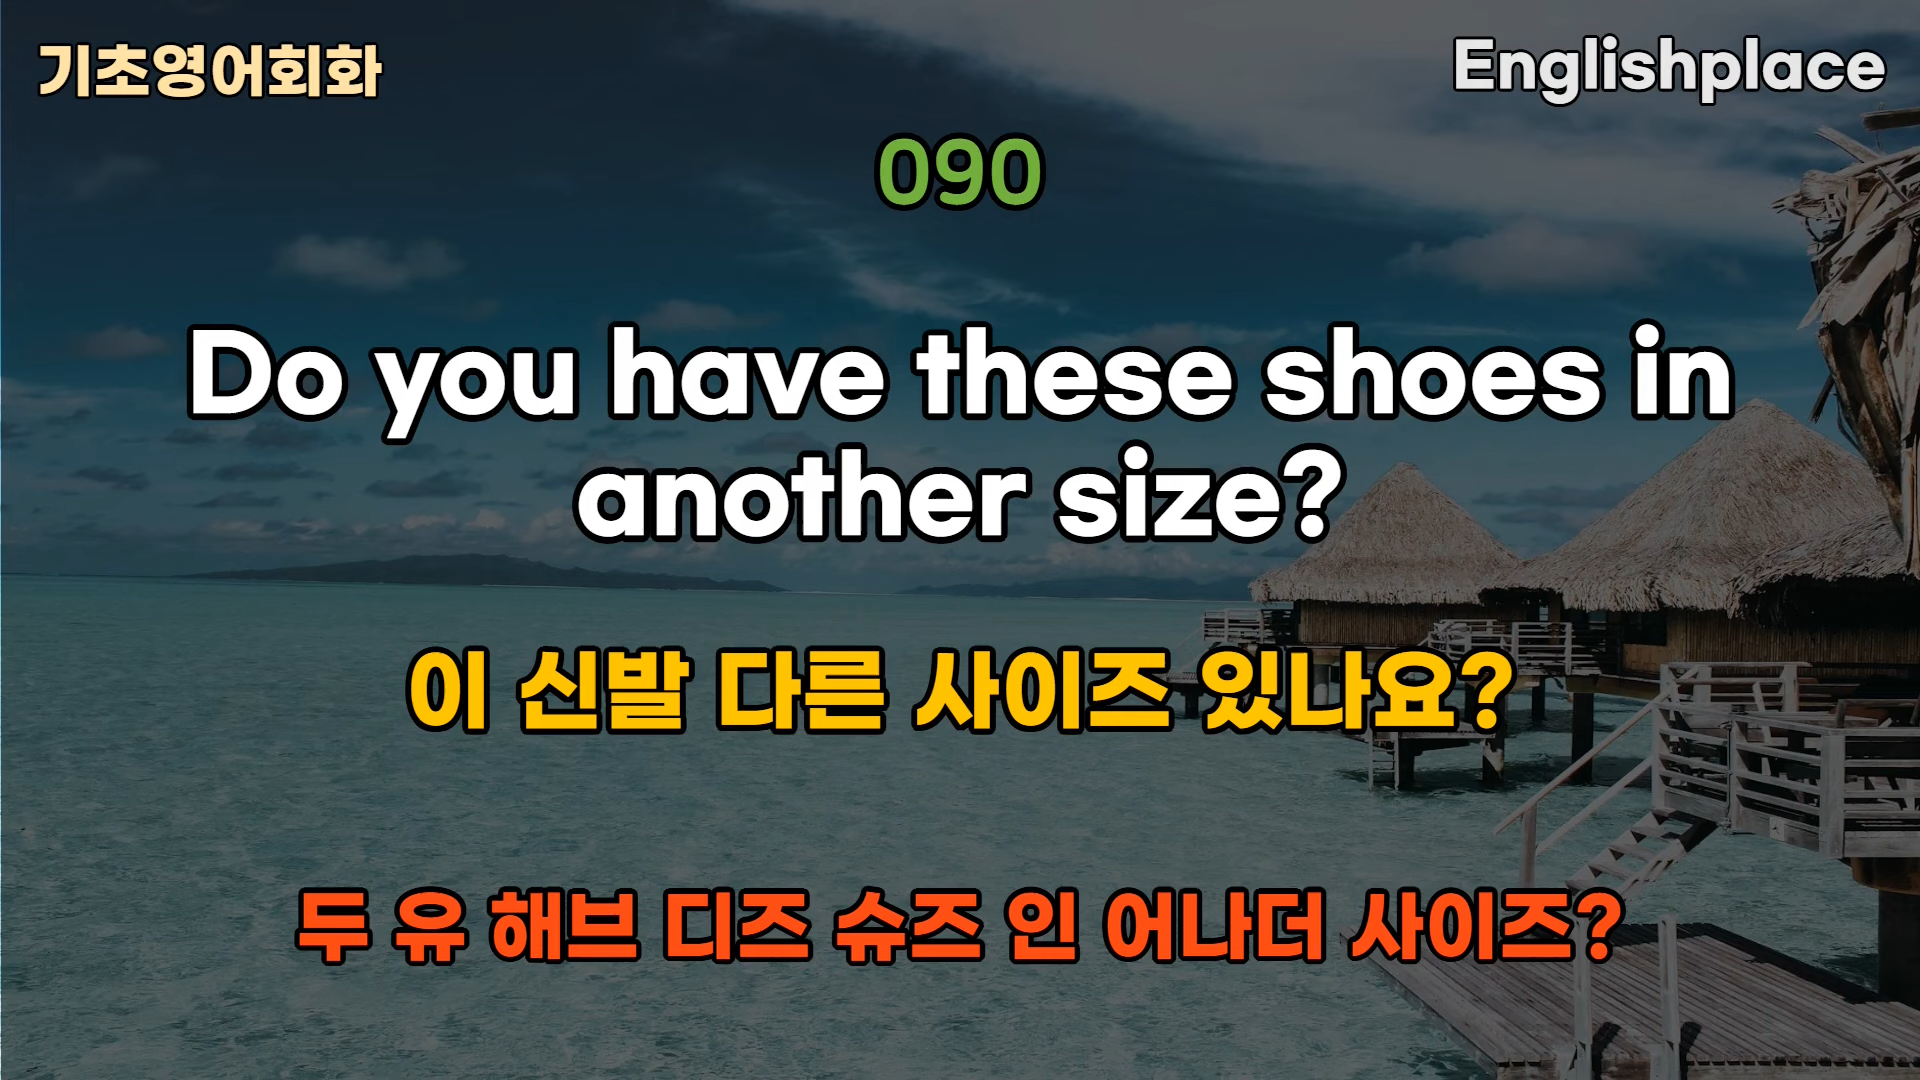 기초영어회화
Englishplace
090
Do you have these shoes in
another size?
이 신발 다른 사이즈 있나요?
두 유 해브 디즈 슈즈 인 어나더 사이즈?